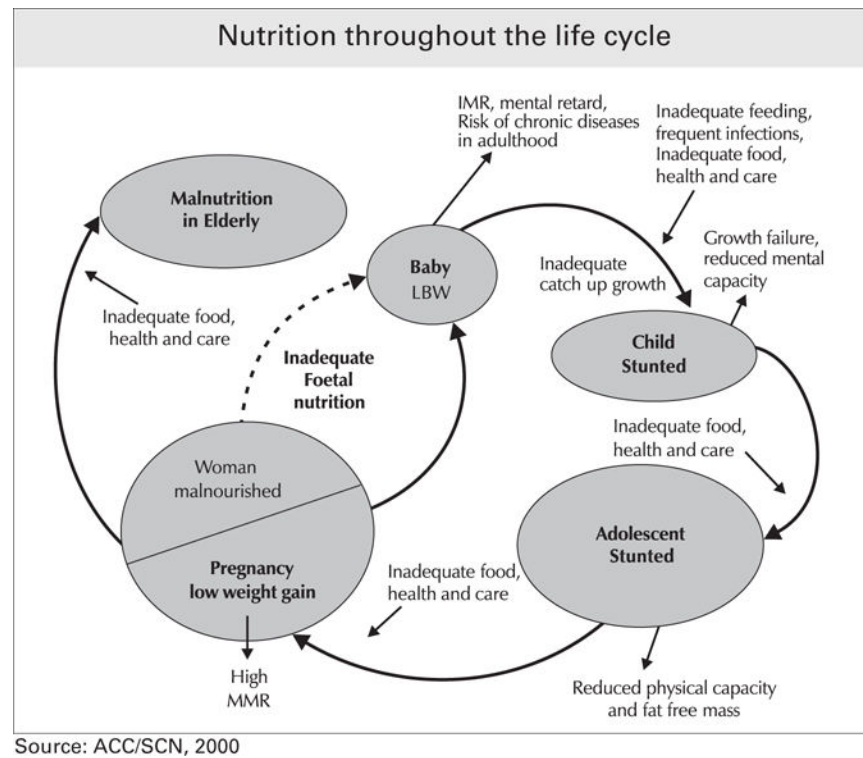 Nutrition throughout the life cycle
IMR, mental retard,
Risk of chronic diseases
in adulthood
Inadequate feeding,
frequent infections,
Inadequate food,
health and care
Malnutrition
in Elderly
Baby
LBW
Inadequate
catch up growth
Growth failure,
reduced mental
capacity
Inadequate food,
health and care
Inadequate
Foetal
nutrition
Child
Stunted
Inadequate food,
health and care
Woman
malnourished
Pregnancy
low weight gain
Inadequate food,
health and care
Adolescent
Stunted
High
MMR
Reduced physical capacity
and fat free mass
Source: ACC/SCN, 2000